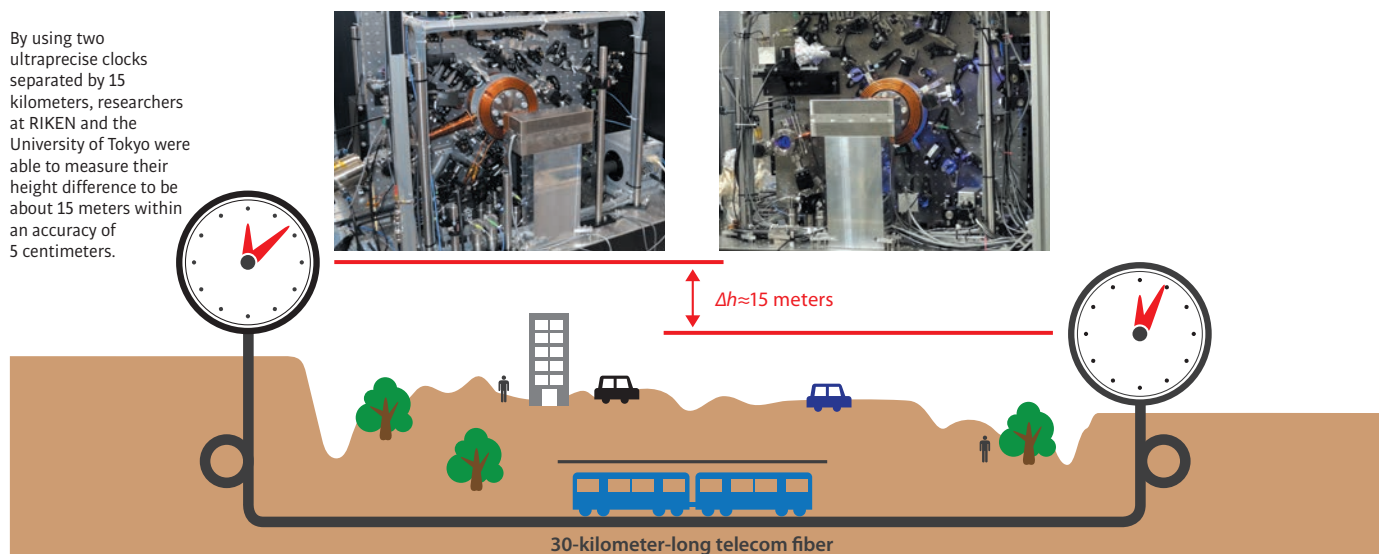 By using two
ultraprecise clocks
separated by 15
kilometers, researchers
at RIKEN and the
University of Tokyo were
able to measure their
height difference to be
about 15 meters within
an accuracy of
5 centimeters.
Δh≈15 meters
30-kilometer-long telecom fiber